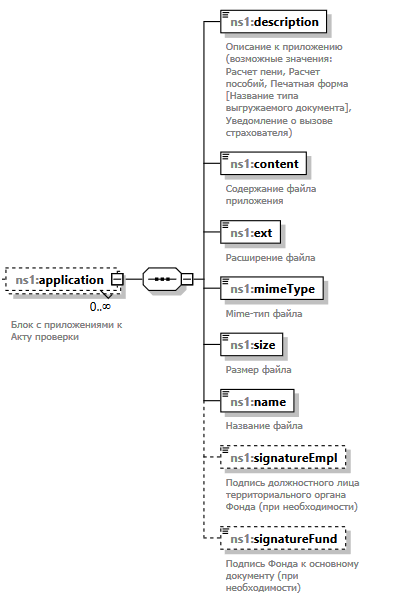 ns1:description
Описание к приложению
(возможные значения:
Расчет пени, Расчет
пособий, Печатная форма
[Название типа
выгружаемого документа],
Уведомление о вызове
страхователя)
ns1:content
Содержание файла
приложения
ns1:ext
Расширение файла
ns1:application
0..∞
Блок с приложениями к
Акту проверки
ns1:mimeType
Mime-тип файла
ns1:size
Размер файла
ns1:name
Название файла
ns1:signatureEmpl
Подпись должностного лица
территориального органа
Фонда (при необходимости)
ns1:signatureFund
Подпись Фонда к основному
документу (при
необходимости)